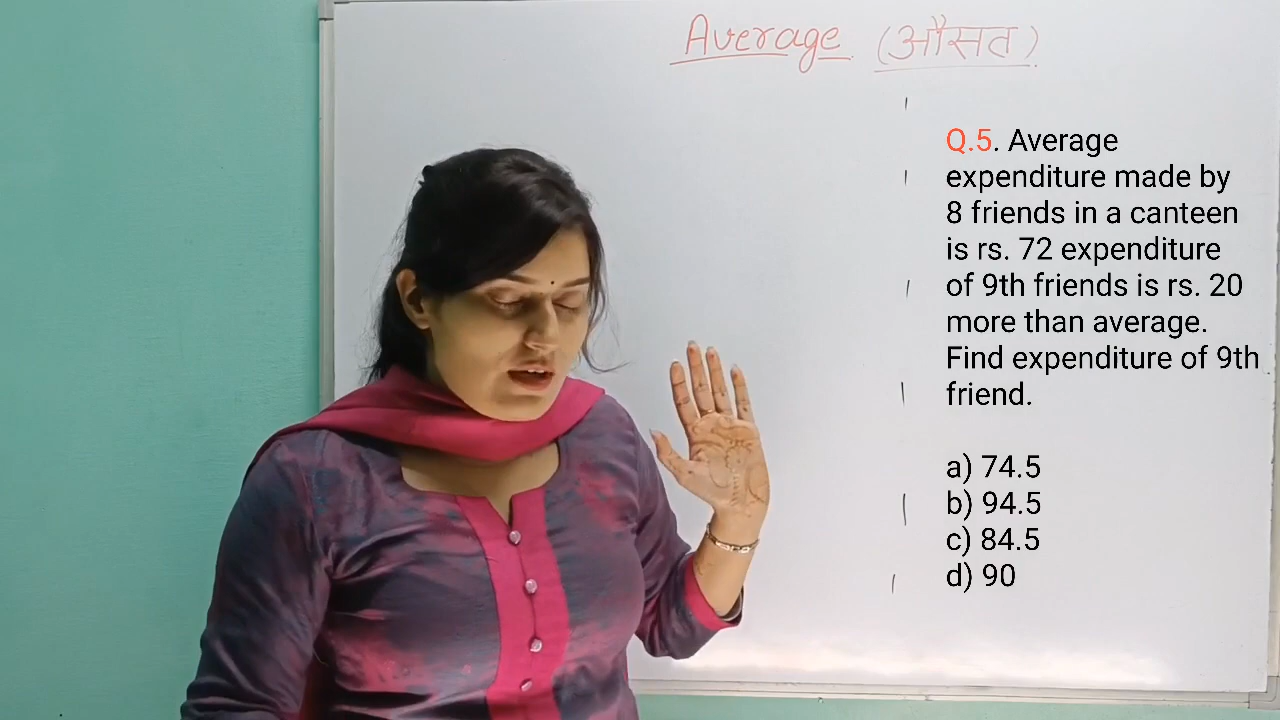 Average (औसत)
Q.5. Average
expenditure made by
8 friends in a canteen
is rs. 72 expenditure
of 9th friends is rs. 20
more than average.
Find expenditure of 9th
friend.
a) 74.5
b) 94.5
c) 84.5
d) 90